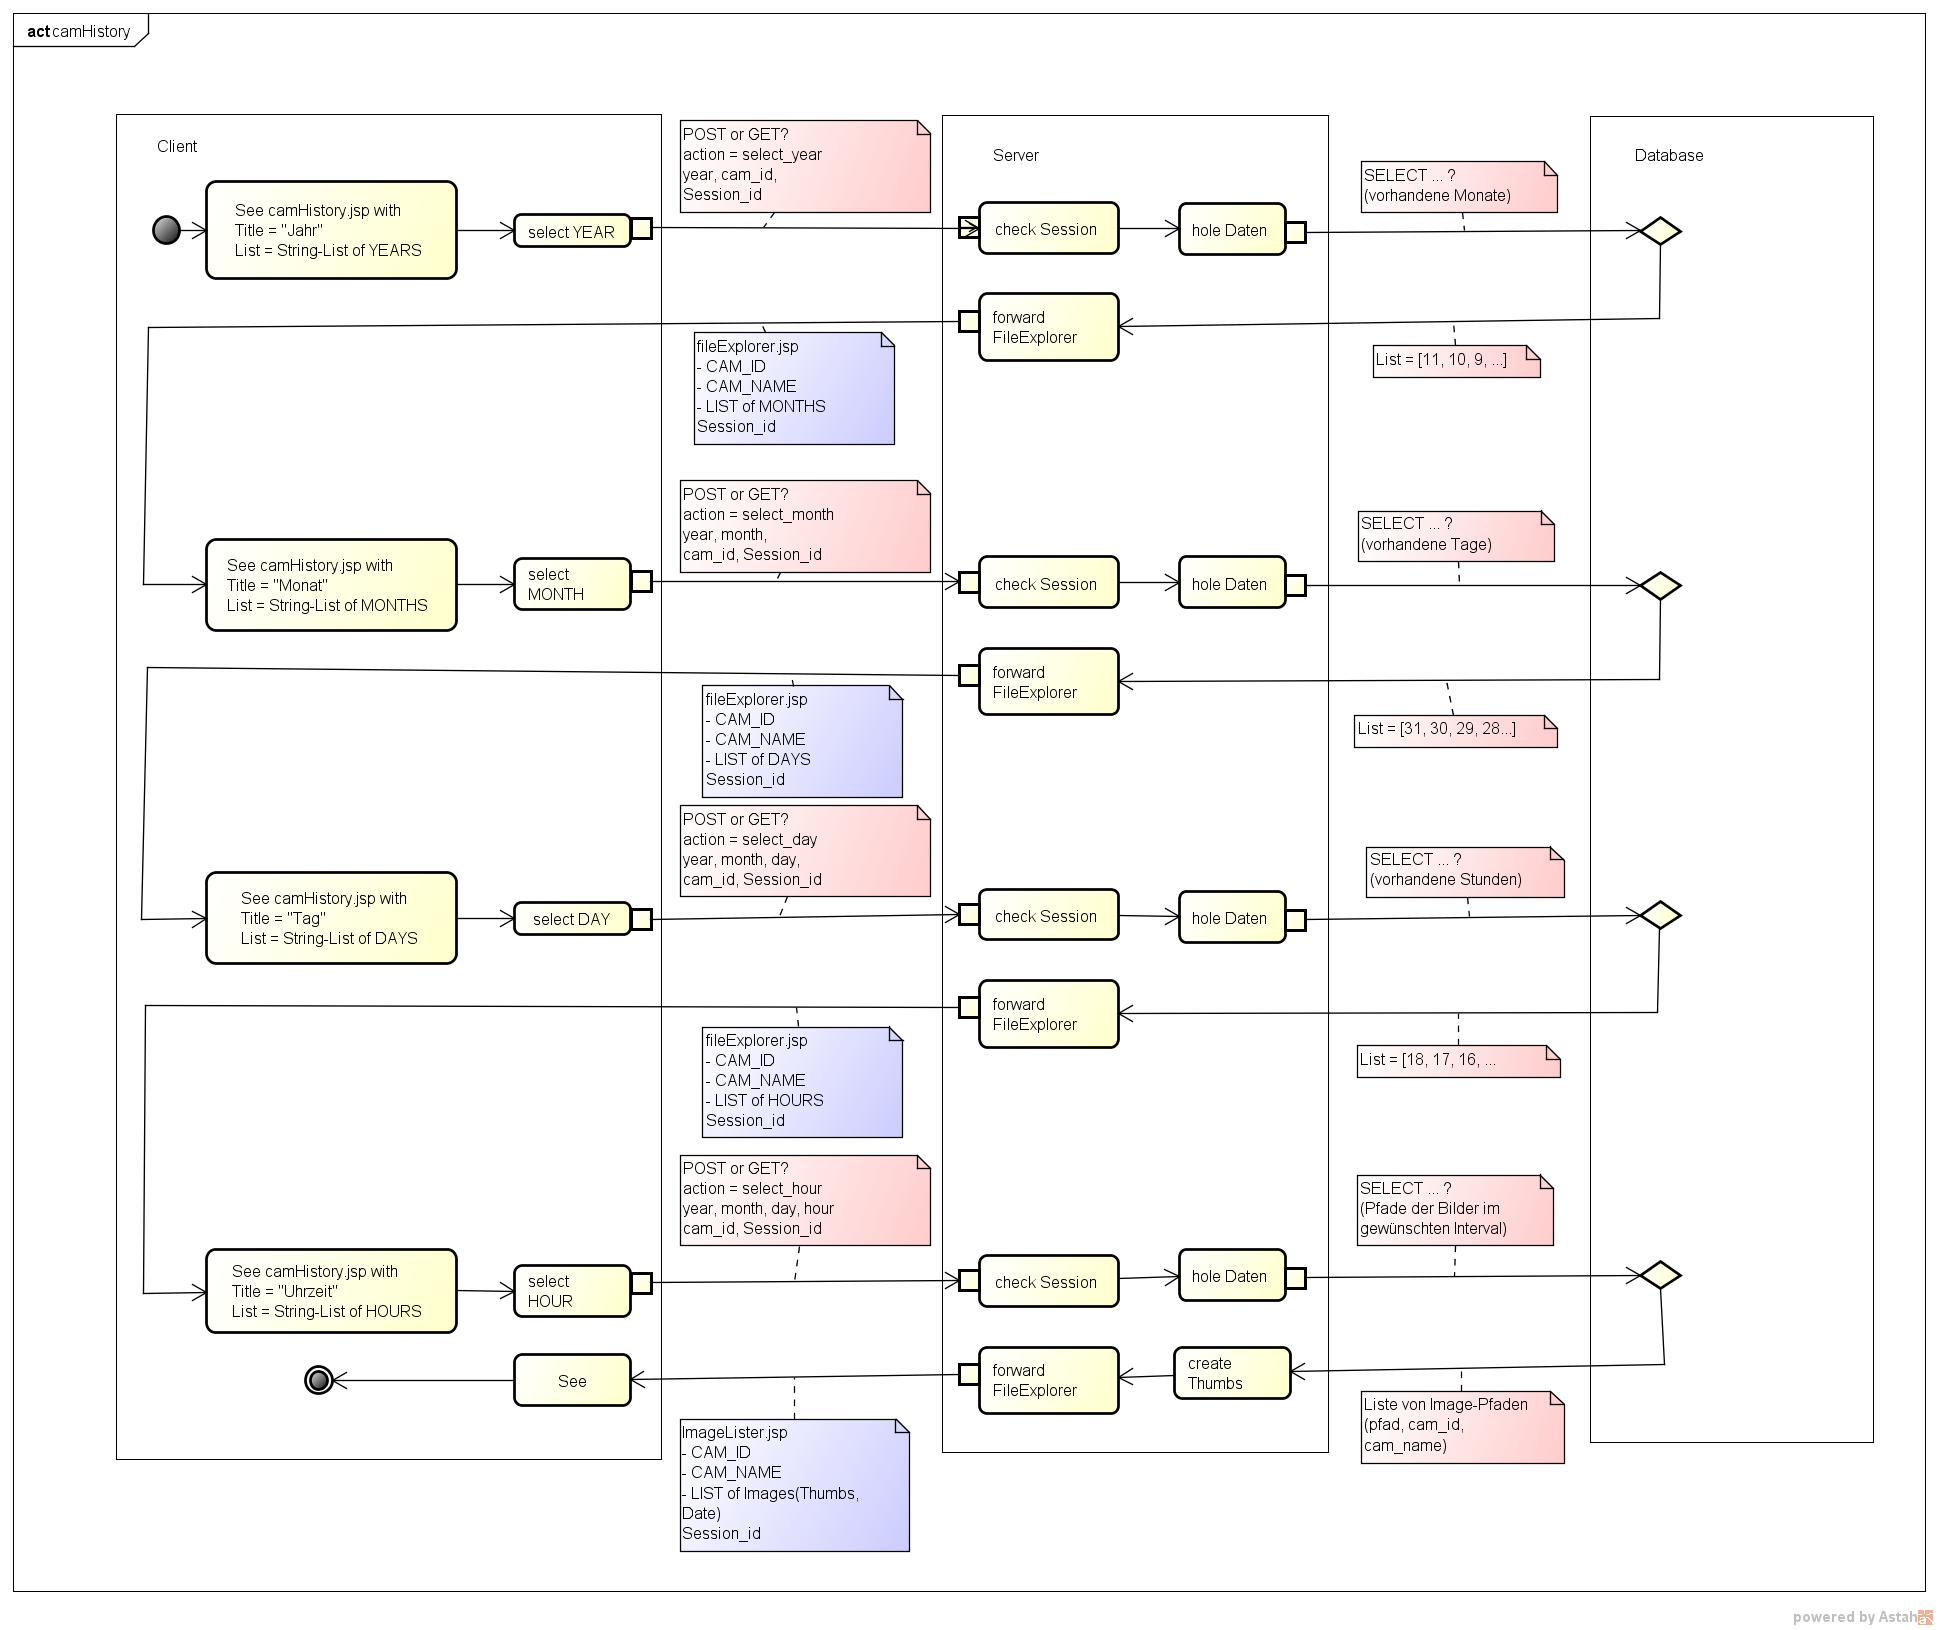 act camHistory
Client
Server
Database
POST or GET?
action = select_year
year, cam_id,
Session_id
SELECT ... ?
(vorhandene Monate)
See camHistory.jsp with
Title = "Jahr"
List = String-List of YEARS
select YEAR
check Session
hole Daten
forward
FileExplorer
fileExplorer.jsp
- CAM_ID
- CAM_NAME
- LIST of MONTHS
Session_id
List = [11, 10, 9, ...]
POST or GET?
action = select_month
year, month,
cam_id, Session_id
SELECT ... ?
(vorhandene Tage)
See camHistory.jsp with
Title = "Monat"
List = String-List of MONTHS
select
MONTH
check Session
hole Daten
forward
FileExplorer
fileExplorer.jsp
- CAM_ID
- CAM_NAME
- LIST of DAYS
Session_id
List = [31, 30, 29, 28...]
POST or GET?
action = select_day
year, month, day,
cam_id, Session_id
SELECT ... ?
(vorhandene Stunden)
See camHistory.jsp with
Title = "Tag"
List = String-List of DAYS
select DAY
check Session
hole Daten
forward
FileExplorer
fileExplorer.jsp
- CAM_ID
- CAM_NAME
- LIST of HOURS
Session_id
List = [18, 17, 16, ...
POST or GET?
action = select_hour
year, month, day, hour
cam_id, Session_id
SELECT ... ?
(Pfade der Bilder im
gewünschten Interval)
See camHistory.jsp with
Title = "Uhrzeit"
List = String-List of HOURS
select
HOUR
check Session
hole Daten
See
forward
FileExplorer
create
Thumbs
ImageLister.jsp
- CAM_ID
- CAM_NAME
- LIST of Images(Thumbs,
Date)
Session_id
Liste von Image-Pfaden
(pfad, cam_id,
cam_name)
powered by Astah